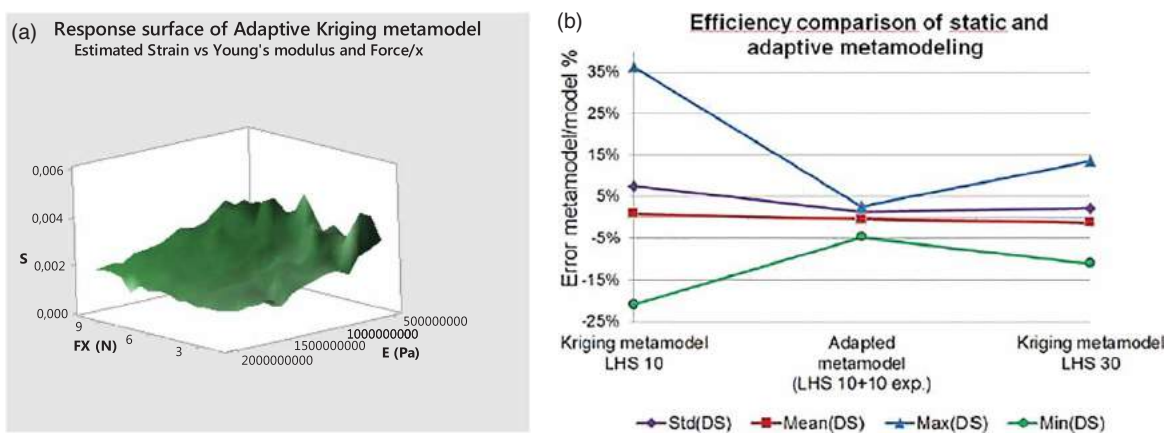 (a) Response surface of Adaptive Kriging metamodel
Estimated Strain vs Young's modulus and Force/x
0,006
0,004
S
0,002
0,000
9
6
3
FX (N)
500000000
1000000000
1500000000
2000000000
E (Pa)
(b)
Efficiency comparison of static and
adaptive metamodeling
Error metamodel/model %
35%
25%
15%
5%
-5%
-15%
-25%
Kriging metamodel
LHS 10
Adapted
metamodel
(LHS 10+10 exp.)
Kriging metamodel
LHS 30
Std(DS) Mean(DS) Max(DS) Min(DS)